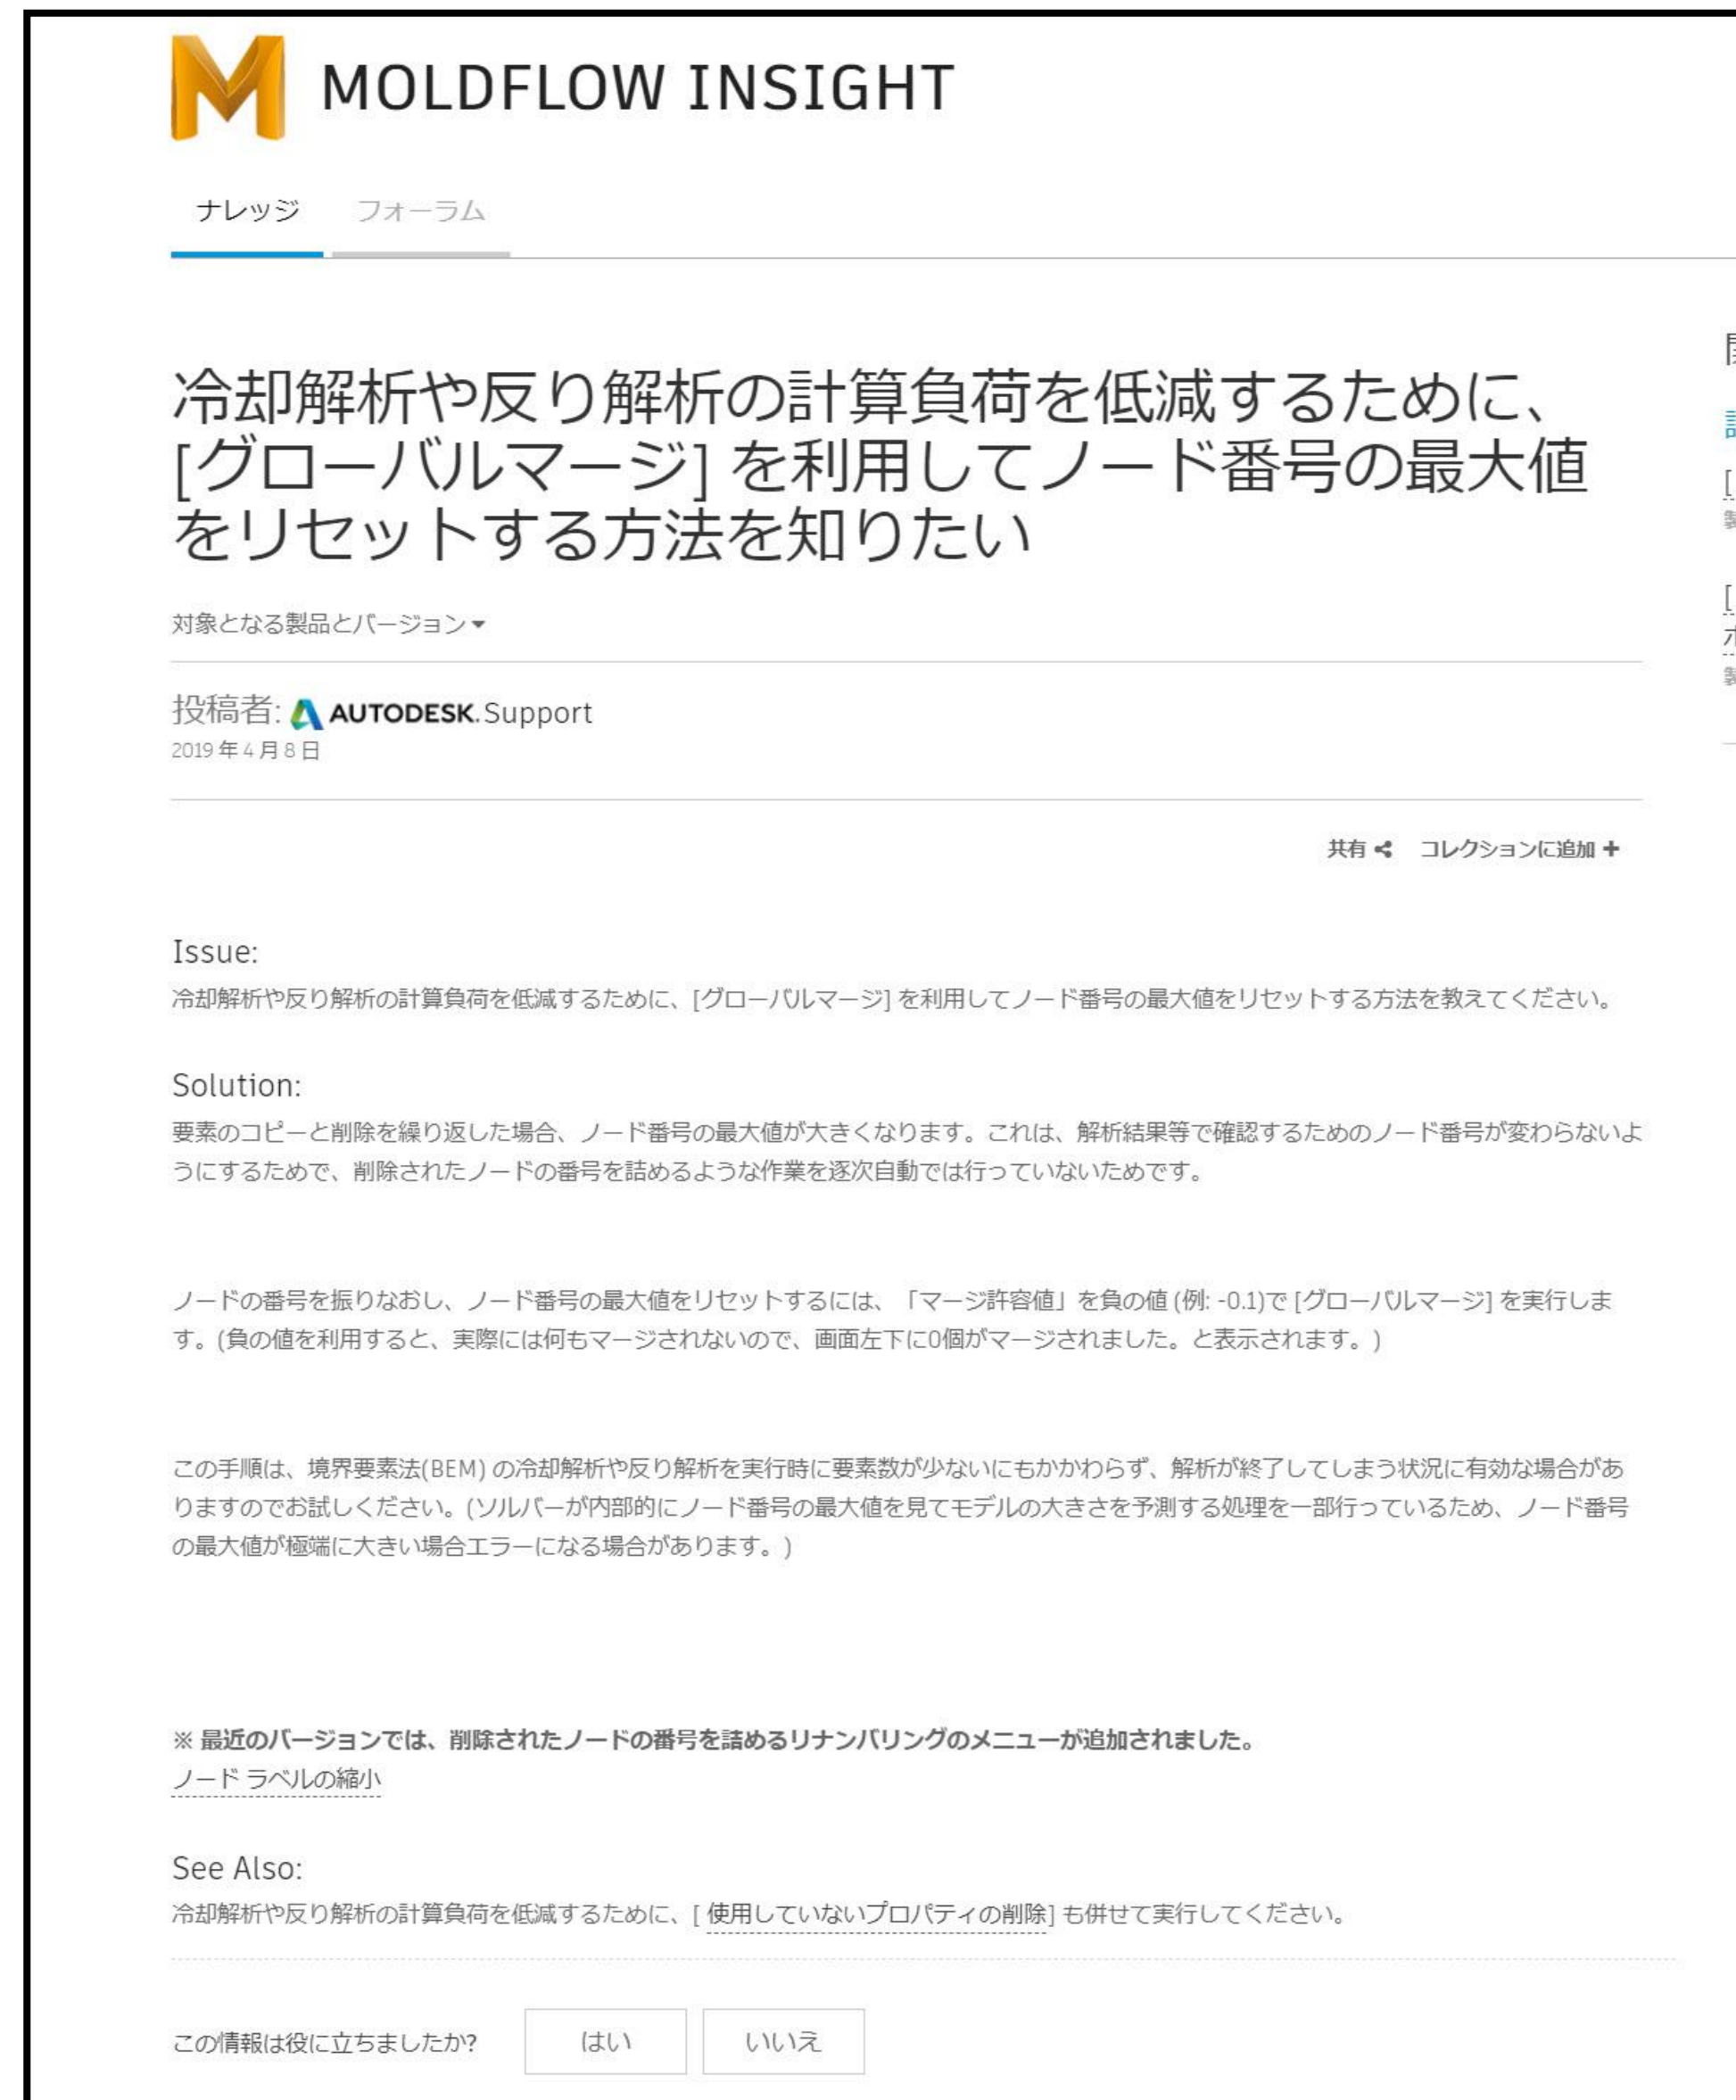 MOLDFLOW INSIGHT
ナレッジ フォーラム
冷却解析や反り解析の計算負荷を低減するために、
[グローバルマージ] を利用してノード番号の最大値
をリセットする方法を知りたい
対象となる製品とバージョン
投稿者: AUTODESK. Support
2019 年 4 月 8 日
共有 コレクションに追加
Issue:
冷却解析や反り解析の計算負荷を低減するために、[グローバルマージ] を利用してノード番号の最大値をリセットする方法を教えてください。
Solution:
要素のコピーと削除を繰り返した場合、ノード番号の最大値が大きくなります。これは、解析結果等で確認するためのノード番号が変わらないよ
うにするためで、削除されたノードの番号を詰めるような作業を逐次自動では行っていないためです。
ノードの番号を振りなおし、ノード番号の最大値をリセットするには、「マージ許容値」を負の値 (例: -0.1)で [グローバルマージ] を実行しま
す。(負の値を利用すると、実際には何もマージされないので、画面左下に0個がマージされました。と表示されます。)
この手順は、境界要素法(BEM) の冷却解析や反り解析を実行時に要素数が少ないにもかかわらず、解析が終了してしまう状況に有効な場合があ
りますのでお試しください。(ソルバーが内部的にノード番号の最大値を見てモデルの大きさを予測する処理を一部行っているため、ノード番号
の最大値が極端に大きい場合エラーになる場合があります。)
※ 最近のバージョンでは、削除されたノードの番号を詰めるリナンバリングのメニューが追加されました。
ノード ラベルの縮小
See Also:
冷却解析や反り解析の計算負荷を低減するために、[ 使用していないプロパティの削除] も併せて実行してください。
この情報は役に立ちましたか? はい いいえ